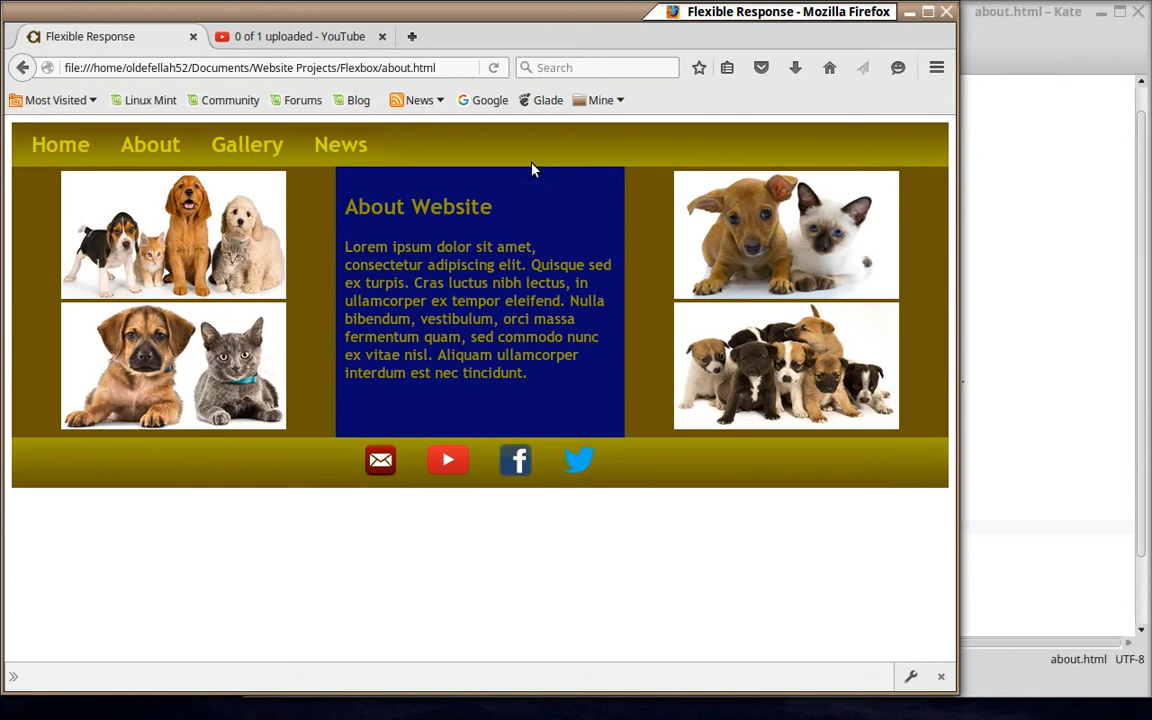 Flexible Response - Mozilla Firefox
about.html – Kate
Flexible Response
0 of 1 uploaded - YouTube
file:///home/oldefellah52/Documents/Website Projects/Flexbox/about.html
Search
Most Visited
Linux Mint
Community
Forums
Blog
News
Google
Glade
Mine
Home
About
Gallery
News
About Website
Lorem ipsum dolor sit amet,
consectetur adipiscing elit. Quisque sed
ex turpis. Cras luctus nibh lectus, in
ullamcorper ex tempor eleifend. Nulla
bibendum, vestibulum, orci massa
fermentum quam, sed commodo nunc
ex vitae nisl. Aliquam ullamcorper
interdum est nec tincidunt.
about.html
UTF-8